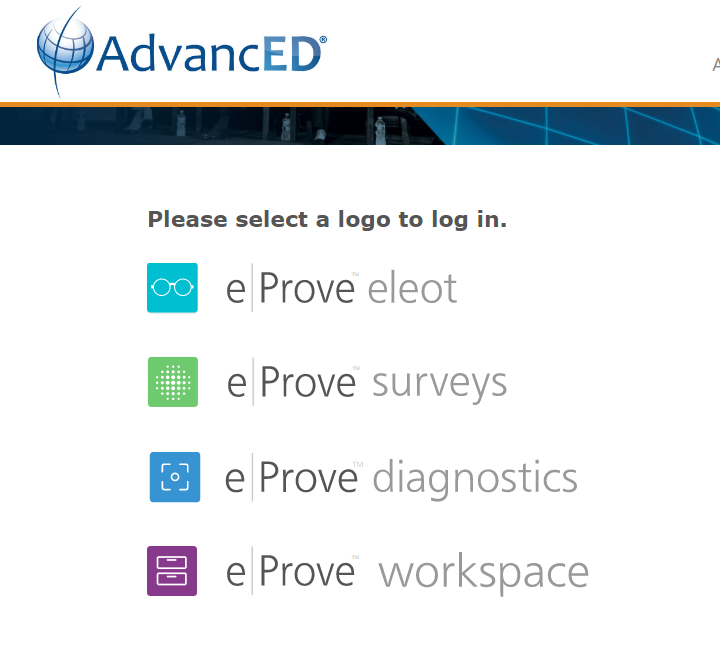 AdvancED®
A
Please select a logo to log in.
e|Prove™ eleot
e|Prove™ surveys
e|Prove™ diagnostics
e|Prove™ workspace